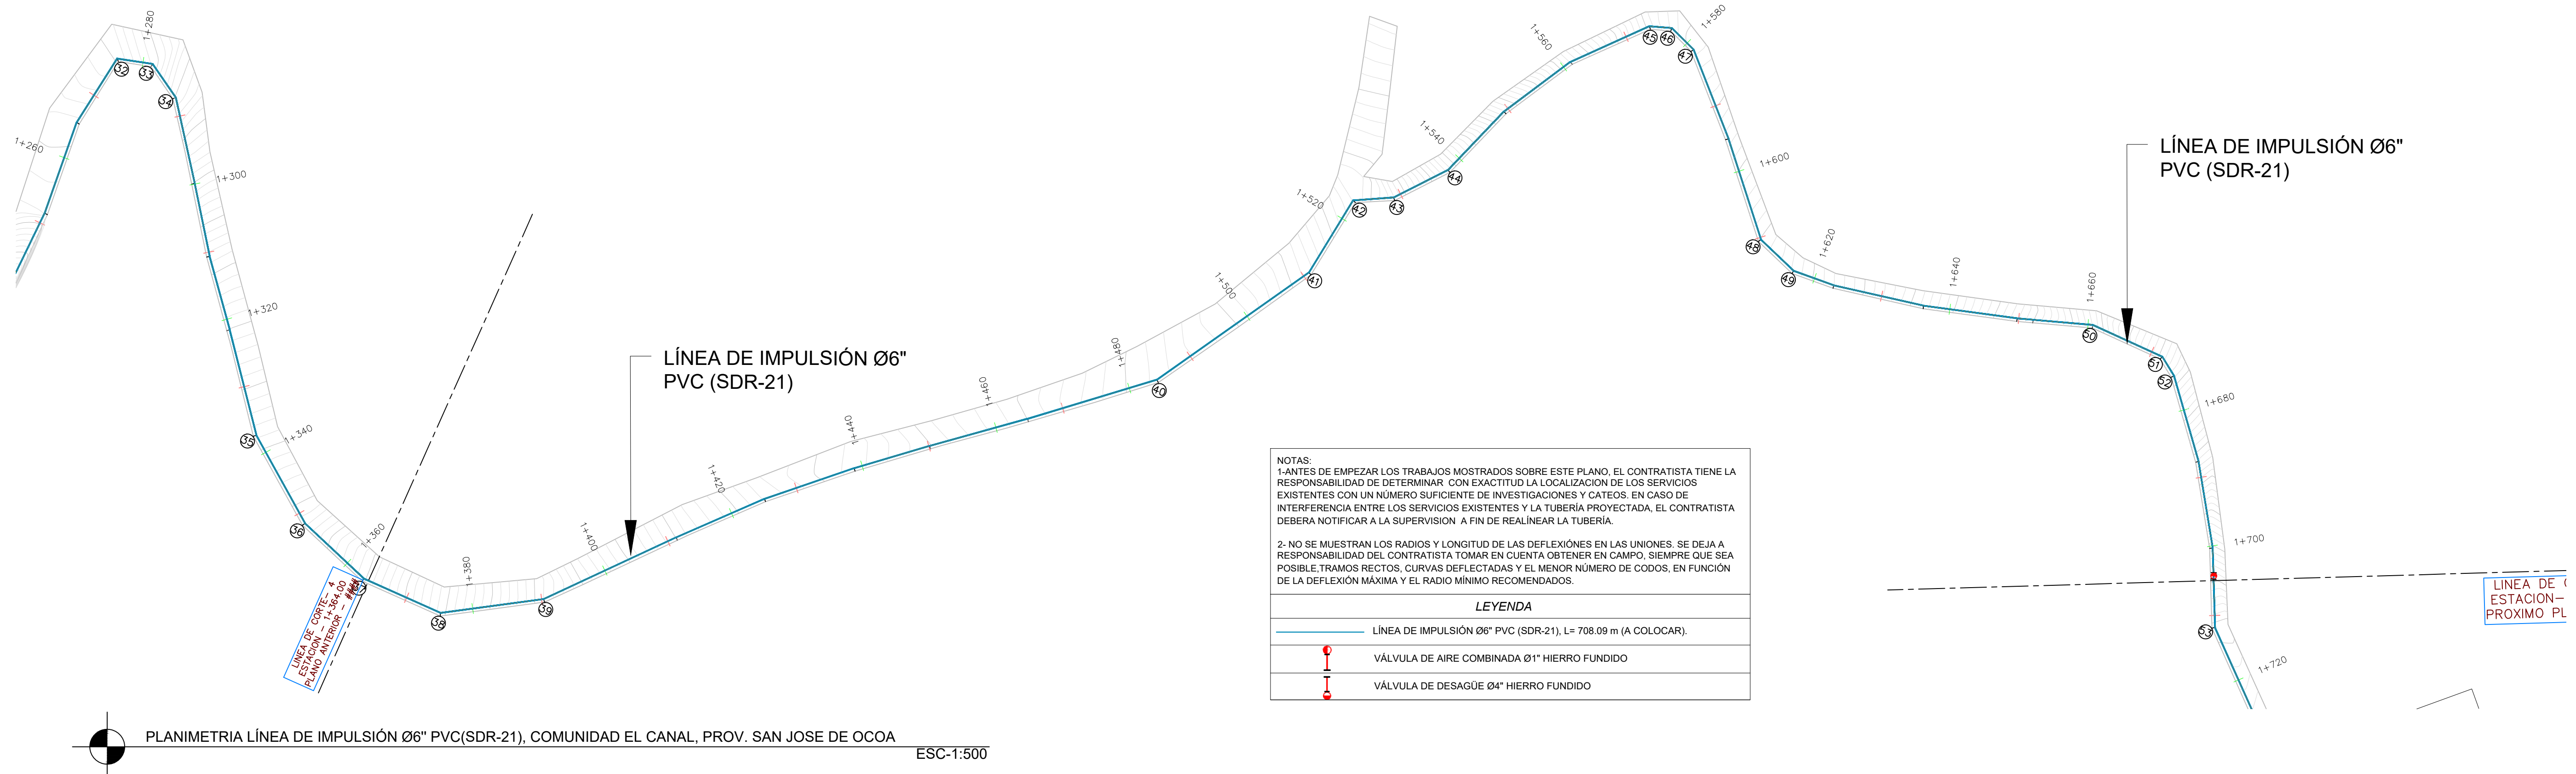 1+260
32
1+280
33
34
1+300
1+320
35
1+340
36
1+360
LINEA DE CORTE- 4
ESTACION - 1+364.00
PLANO ANTERIOR - ####
38
1+380
39
1+400
LÍNEA DE IMPULSIÓN Ø6"
PVC (SDR-21)
1+420
1+440
1+460
1+480
40
1+500
41
1+520
42
43
1+540
44
1+560
45
46
47
1+580
1+600
48
49
1+620
1+640
1+660
50
LÍNEA DE IMPULSIÓN Ø6"
PVC (SDR-21)
51
52
1+680
1+700
53
1+720
LINEA DE
ESTACION-
PROXIMO
NOTAS:
1-ANTES DE EMPEZAR LOS TRABAJOS MOSTRADOS SOBRE ESTE PLANO, EL CONTRATISTA TIENE LA
RESPONSABILIDAD DE DETERMINAR CON EXACTITUD LA LOCALIZACION DE LOS SERVICIOS
EXISTENTES CON UN NÚMERO SUFICIENTE DE INVESTIGACIONES Y CATEOS. EN CASO DE
INTERFERENCIA ENTRE LOS SERVICIOS EXISTENTES Y LA TUBERÍA PROYECTADA, EL CONTRATISTA
DEBERA NOTIFICAR A LA SUPERVISION A FIN DE REALÍNEAR LA TUBERÍA.
2- NO SE MUESTRAN LOS RADIOS Y LONGITUD DE LAS DEFLEXIÓNES EN LAS UNIONES. SE DEJA A
RESPONSABILIDAD DEL CONTRATISTA TOMAR EN CUENTA OBTENER EN CAMPO, SIEMPRE QUE SEA
POSIBLE,TRAMOS RECTOS, CURVAS DEFLECTADAS Y EL MENOR NÚMERO DE CODOS, EN FUNCIÓN
DE LA DEFLEXIÓN MÁXIMA Y EL RADIO MÍNIMO RECOMENDADOS.
LEYENDA
LÍNEA DE IMPULSIÓN Ø6" PVC (SDR-21), L= 708.09 m (A COLOCAR).
VÁLVULA DE AIRE COMBINADA Ø1" HIERRO FUNDIDO
VÁLVULA DE DESAGÜE Ø4" HIERRO FUNDIDO
PLANIMETRIA LÍNEA DE IMPULSIÓN Ø6" PVC(SDR-21), COMUNIDAD EL CANAL, PROV. SAN JOSE DE OCOA
ESC-1:500